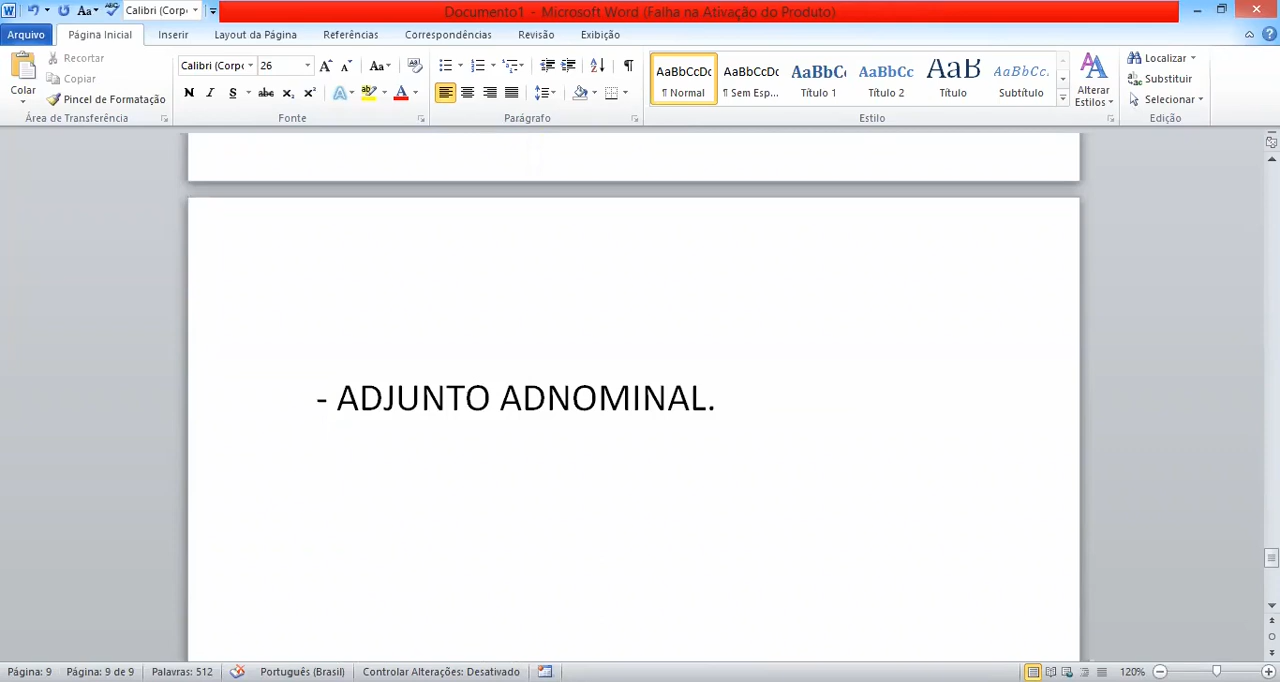 Documento1 - Microsoft Word (Falha na Ativação do Produto)
Calibri (Corp
Arquivo Página Inicial Inserir Layout da Página Referências Correspondências Revisão Exibição
Colar
Recortar
Copiar
Pincel de Formatação
Área de Transferência
Calibri (Corpo 26
Fonte
Parágrafo
AaBbCcDc AaBbCcDc AaBbC AaBbCc AaB AaBbCc.
¶ Normal ¶ Sem Esp... Título 1 Título 2 Título Subtítulo
Alterar
Estilos
Estilo
Localizar
Substituir
Selecionar
Edição
- ADJUNTO ADNOMINAL.
Página: 9 Página: 9 de 9 Palavras: 512 Português (Brasil) Controlar Alterações: Desativado 120%